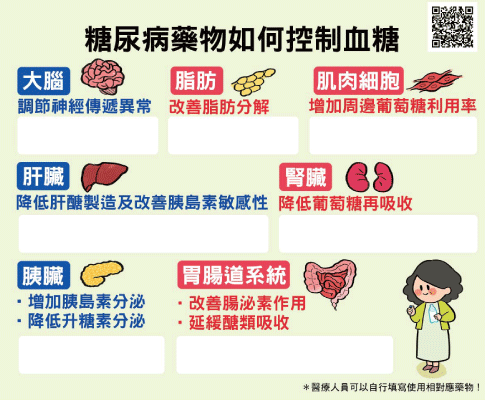 糖尿病藥物如何控制血糖
大腦
調節神經傳遞異常
脂肪
改善脂肪分解
肌肉細胞
增加周邊葡萄糖利用率
肝臟
降低肝醣製造及改善胰島素敏感性
腎臟
降低葡萄糖再吸收
胰臟
・增加胰島素分泌
・降低升糖素分泌
胃腸道系統
・改善腸泌素作用
・延緩醣類吸收
＊醫療人員可以自行填寫使用相對應藥物！